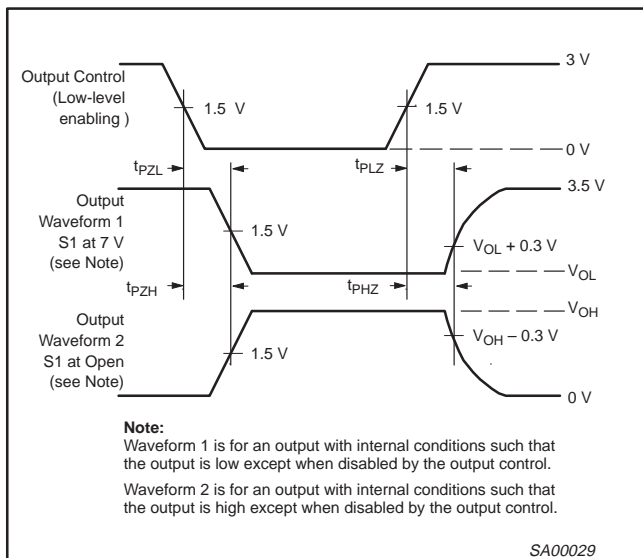 3 V
Output Control
(Low-level
enabling )
1.5 V
1.5 V
0 V
tPZL
tPLZ
Output
Waveform 1
S1 at 7 V
(see Note)
3.5 V
1.5 V
VOL + 0.3 V
VOL
tPZH
tPHZ
VOH
Output
Waveform 2
S1 at Open
(see Note)
1.5 V
VOH – 0.3 V
0 V
Note:
Waveform 1 is for an output with internal conditions such that
the output is low except when disabled by the output control.
Waveform 2 is for an output with internal conditions such that
the output is high except when disabled by the output control.
SA00029